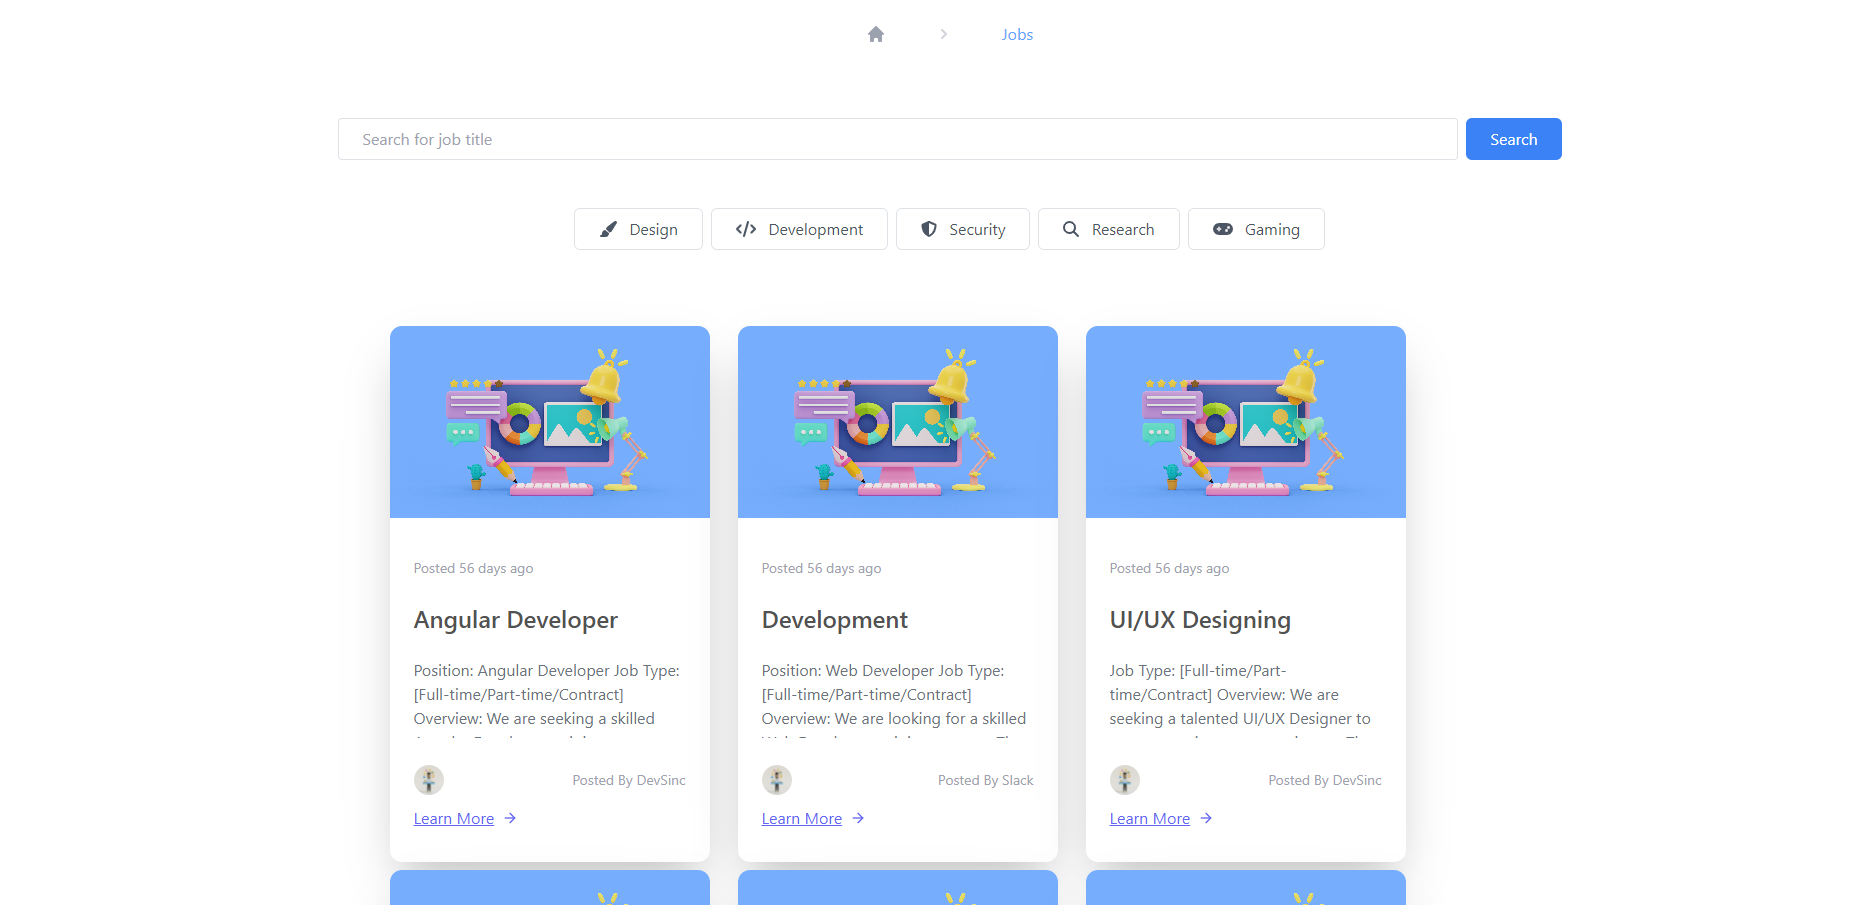 Jobs
Search for job title
Search
Design
Development
Security
Research
Gaming
Posted 56 days ago
Angular Developer
Position: Angular Developer Job Type:
[Full-time/Part-time/Contract]
Overview: We are seeking a skilled
Posted By DevSinc
Learn More
Posted 56 days ago
Development
Position: Web Developer Job Type:
[Full-time/Part-time/Contract]
Overview: We are looking for a skilled
Posted By Slack
Learn More
Posted 56 days ago
UI/UX Designing
Job Type: [Full-time/Part-
time/Contract] Overview: We are
seeking a talented UI/UX Designer to
Posted By DevSinc
Learn More